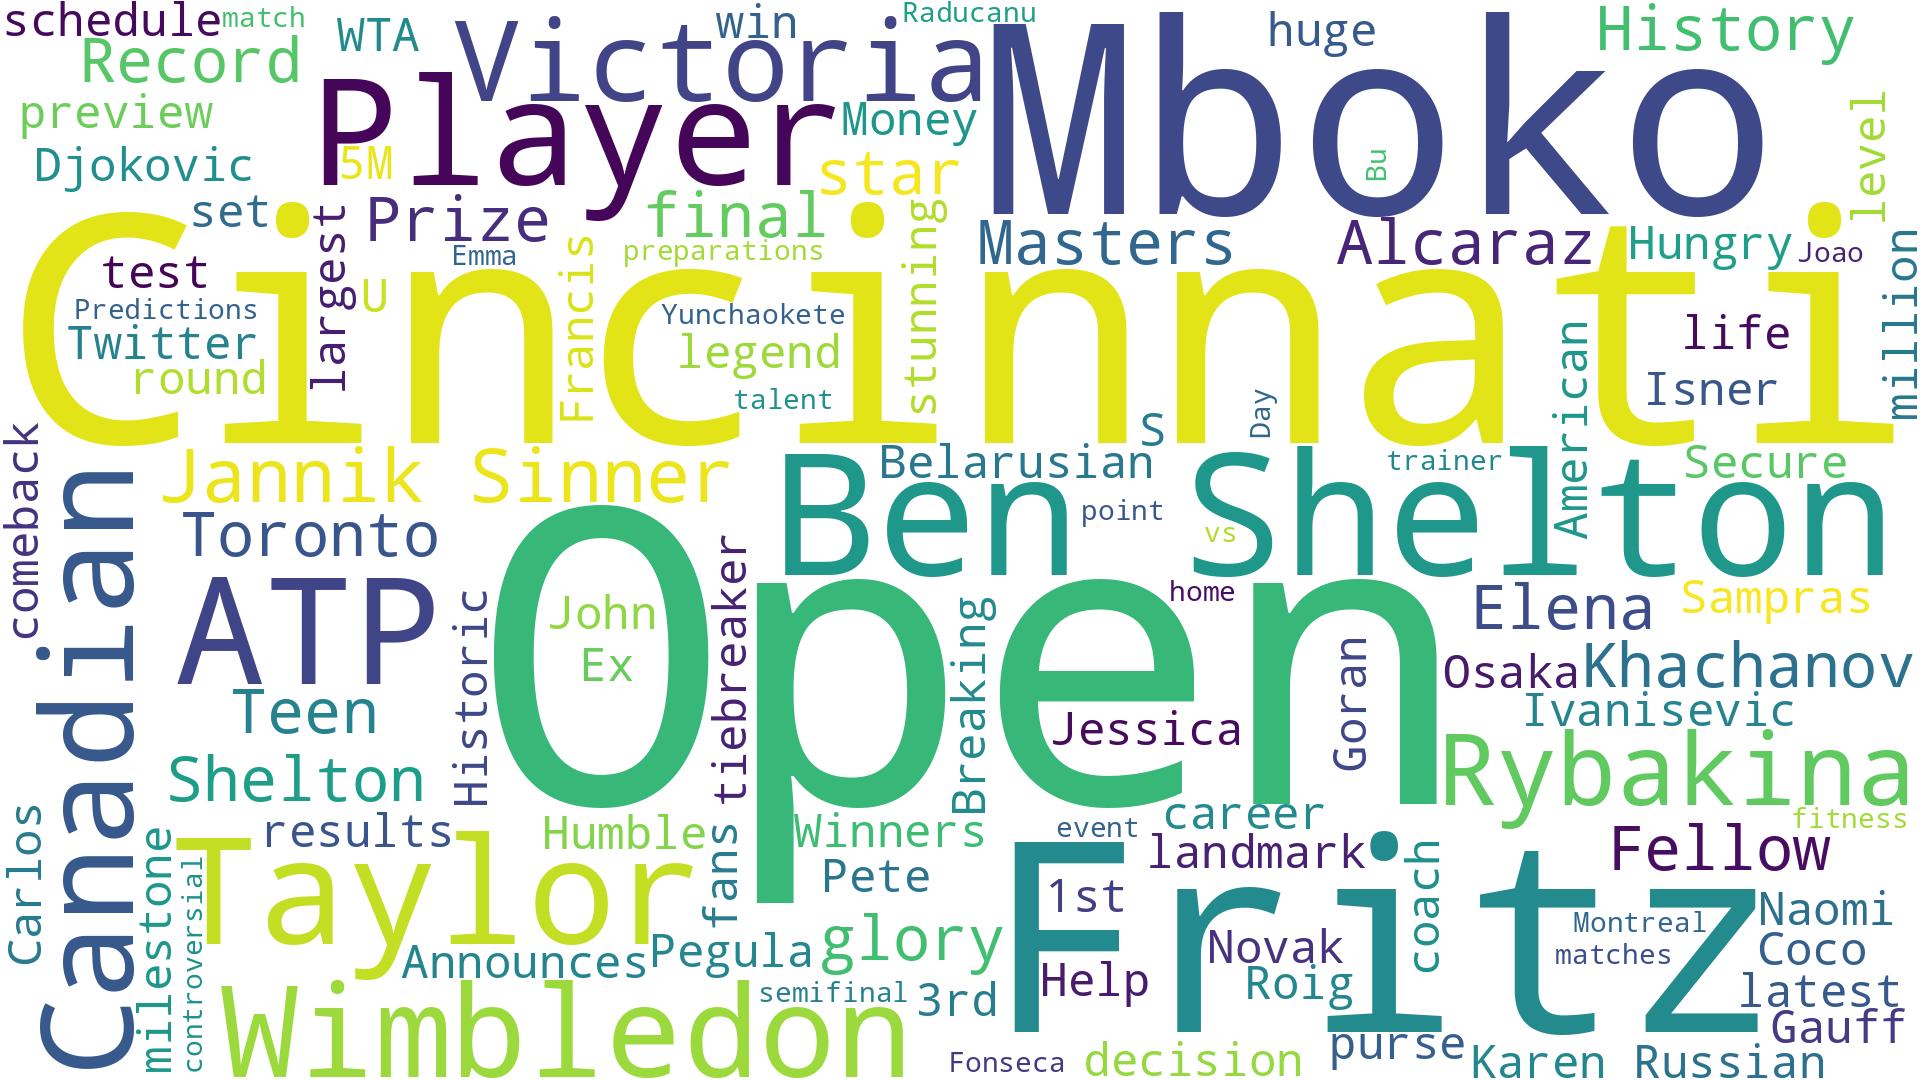 schedule
match
WTA
Victoria
win
Raducanu
Mboko
huge
History
Record
Player
preview
Money
level
Djokovic
5M
star
Bu
set
largest
Prize
final
stunning
Masters
Alcaraz
Hungry
Joao
Cincinnati
test
Emma
Francis
preparations
million
Predictions
U
Yunchaokete
Twitter
legend
American
life
round
talent
Day
Isner
comeback
Canadian
Jannik Sinner
S
Ben Shelton
Belarusian
trainer
Secure
Toronto
point
vs
ATP
Open
tiebreaker
home
Elena
Sampras
Historic
John
Breaking
Goran
Ex
Osaka
Khachanov
Teen
Jessica
Ivanisevic
Shelton
Rybakina
Carlos
milestone
results
Humble
fans
Winners
event
career
fitness
controversial
Taylor
Pete
landmark
Fritz
coach
Fellow
1st
Announces
Pegula
glory
Novak
Montreal
Naomi
Help
Roig
matches
Coco
Wimbledon
semifinal
3rd
latest
purse
Gauff
Fonseca
decision
Karen
Russian